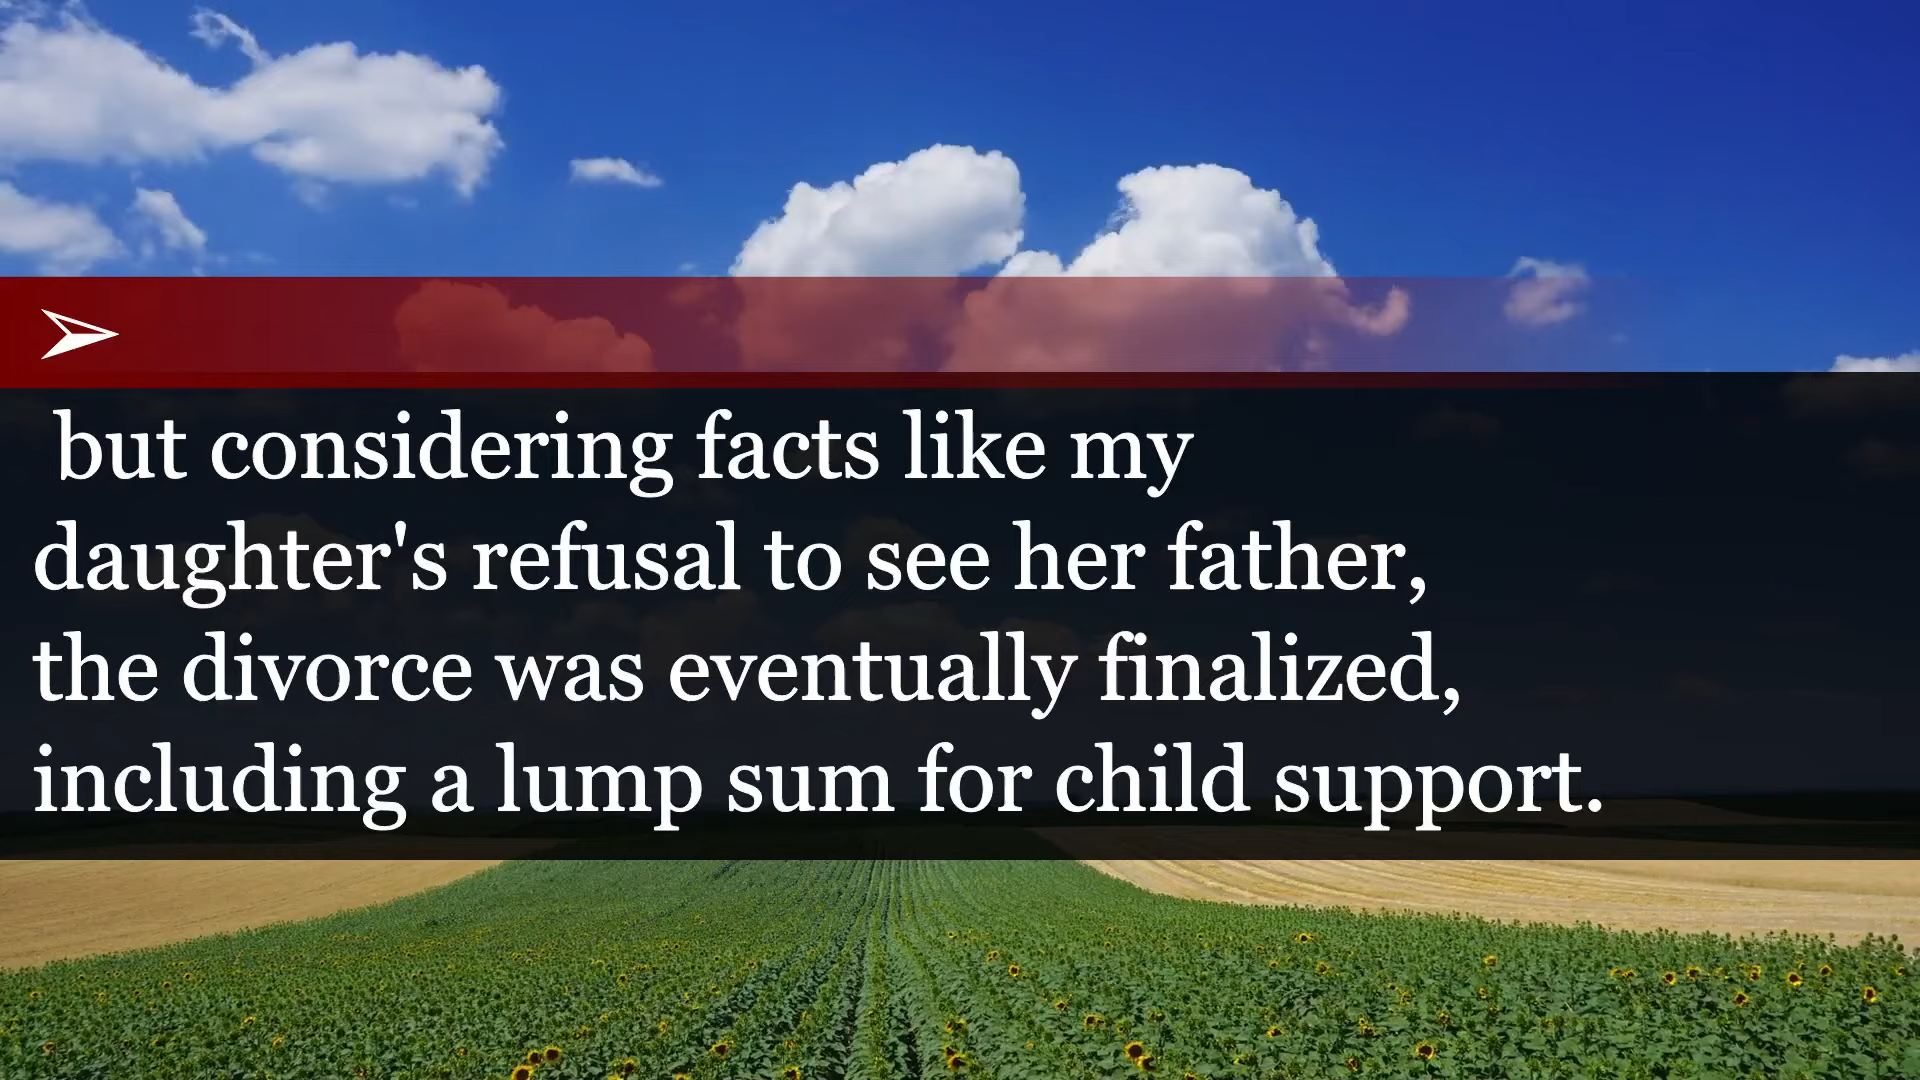 but considering facts like my
daughter's refusal to see her father,
the divorce was eventually finalized,
including a lump sum for child support.